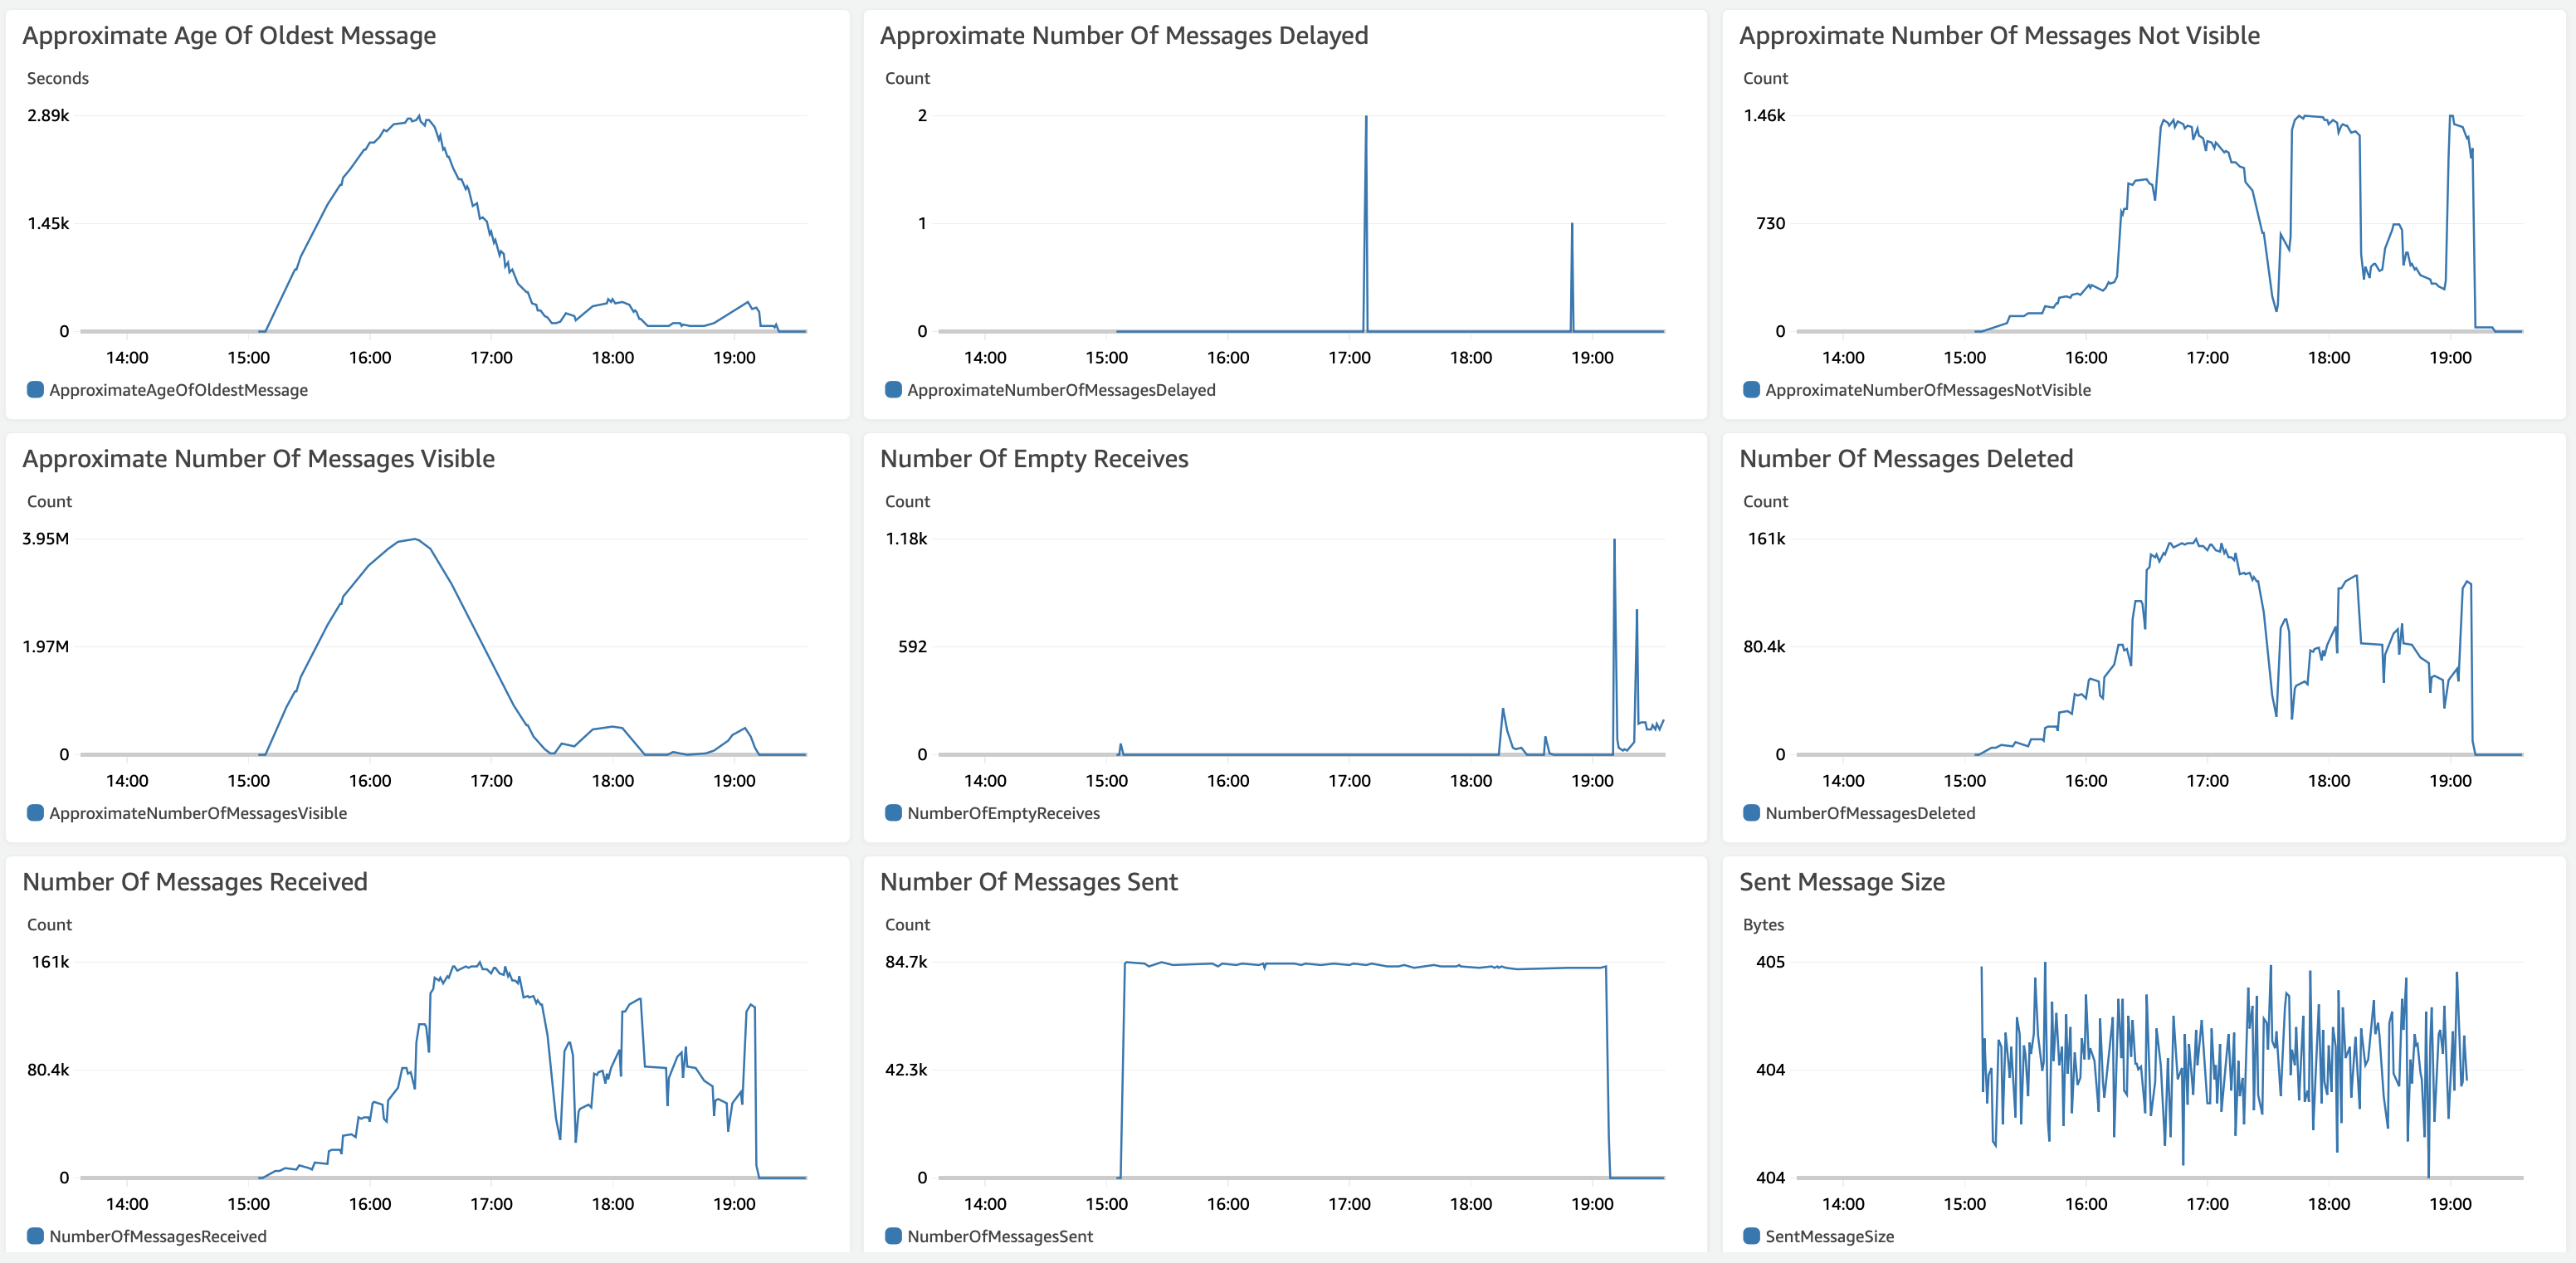 Approximate Age Of Oldest Message
Seconds
2.89k
1.45k
0
14:00 15:00 16:00 17:00 18:00 19:00
ApproximateAgeOfOldestMessage
Approximate Number Of Messages Delayed
Count
2
1
0
14:00 15:00 16:00 17:00 18:00 19:00
ApproximateNumberOfMessagesDelayed
Approximate Number Of Messages Not Visible
Count
1.46k
730
0
14:00 15:00 16:00 17:00 18:00 19:00
ApproximateNumberOfMessagesNotVisible
Approximate Number Of Messages Visible
Count
3.95M
1.97M
0
14:00 15:00 16:00 17:00 18:00 19:00
ApproximateNumberOfMessagesVisible
Number Of Empty Receives
Count
1.18k
592
0
14:00 15:00 16:00 17:00 18:00 19:00
NumberOfEmptyReceives
Number Of Messages Deleted
Count
161k
80.4k
0
14:00 15:00 16:00 17:00 18:00 19:00
NumberOfMessagesDeleted
Number Of Messages Received
Count
161k
80.4k
0
14:00 15:00 16:00 17:00 18:00 19:00
NumberOfMessagesReceived
Number Of Messages Sent
Count
84.7k
42.3k
0
14:00 15:00 16:00 17:00 18:00 19:00
NumberOfMessagesSent
Sent Message Size
Bytes
405
404
404
14:00 15:00 16:00 17:00 18:00 19:00
SentMessageSize